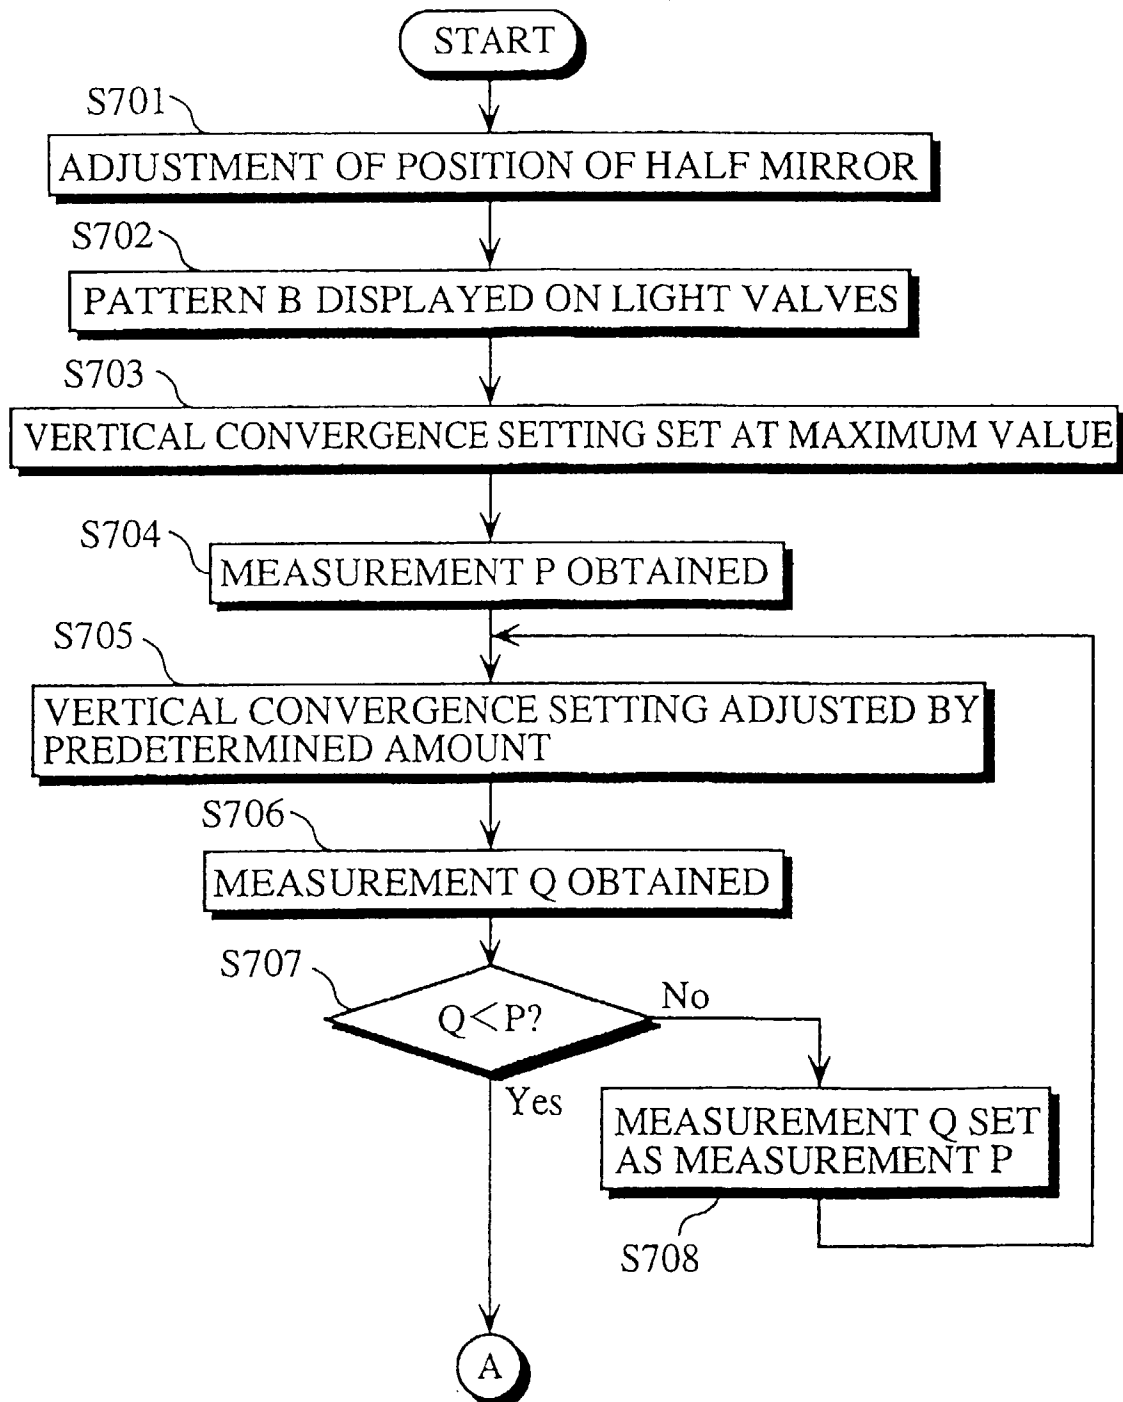 START
S701
ADJUSTMENT OF POSITION OF HALF MIRROR
S702
PATTERN B DISPLAYED ON LIGHT VALVES
S703
VERTICAL CONVERGENCE SETTING SET AT MAXIMUM VALUE
S704
MEASUREMENT P OBTAINED
S705
VERTICAL CONVERGENCE SETTING ADJUSTED BY
PREDETERMINED AMOUNT
S706
MEASUREMENT Q OBTAINED
S707
Q<P?
No
Yes
MEASUREMENT Q SET
AS MEASUREMENT P
S708
A